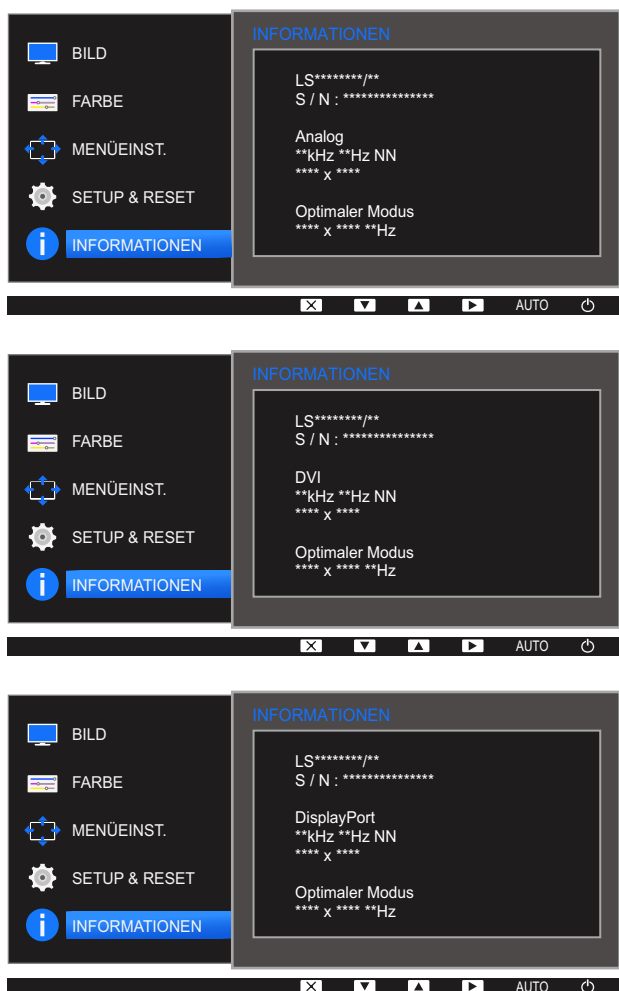 BILD
FARBE
MENÜEINST.
SETUP & RESET
INFORMATIONEN
INFORMATIONEN
LS********/**
S / N : ***************
Analog
**kHz **Hz NN
**** x ****
Optimaler Modus
**** x **** **Hz
AUTO
BILD
FARBE
MENÜEINST.
SETUP & RESET
INFORMATIONEN
INFORMATIONEN
LS********/**
S / N : ***************
DVI
**kHz **Hz NN
**** x ****
Optimaler Modus
**** x **** **Hz
AUTO
BILD
FARBE
MENÜEINST.
SETUP & RESET
INFORMATIONEN
INFORMATIONEN
LS********/**
S / N : ***************
DisplayPort
**kHz **Hz NN
**** x ****
Optimaler Modus
**** x **** **Hz
AUTO